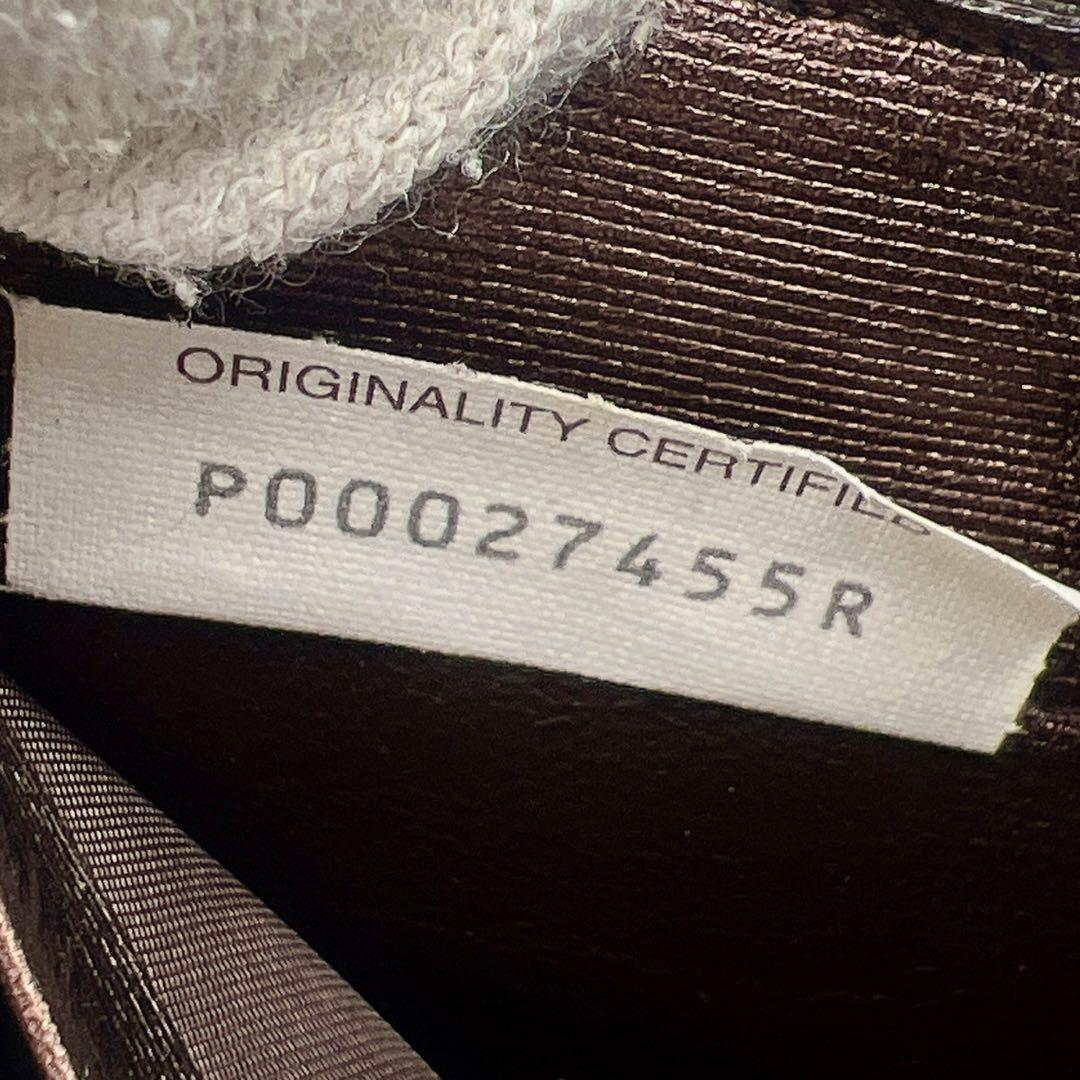 ORIGINALITY CERTIFIED
P00027455R